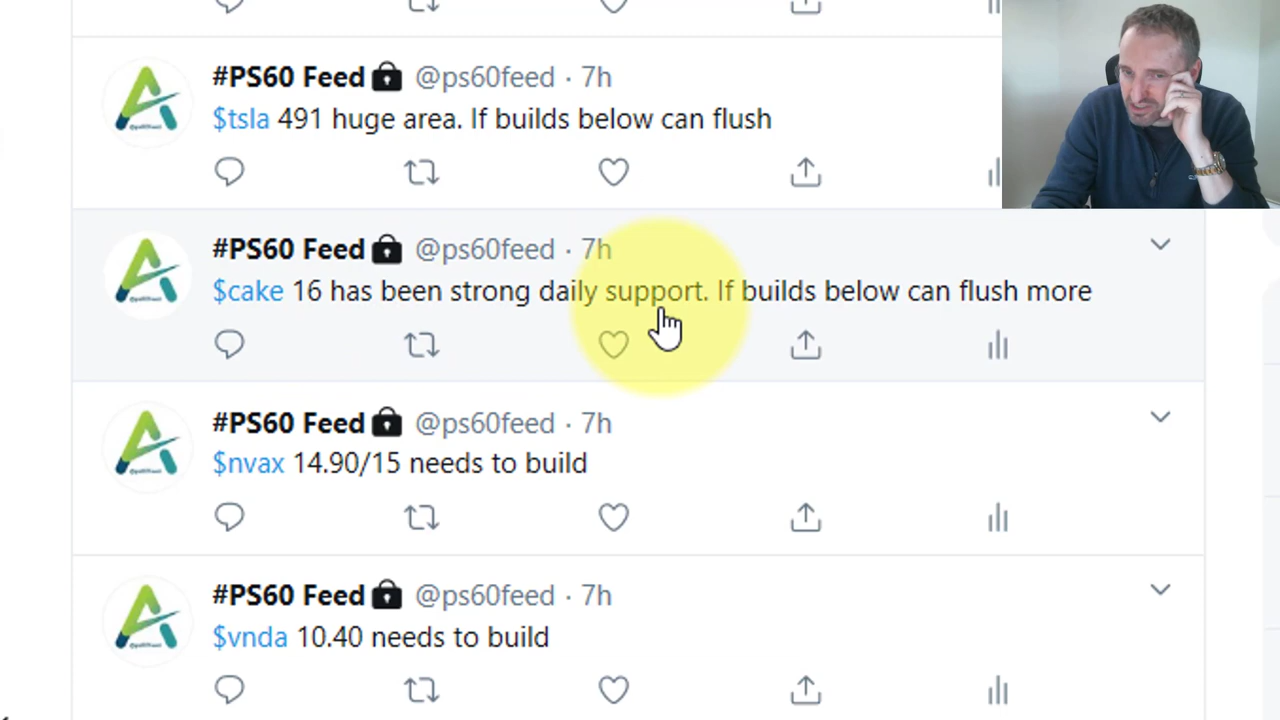 #PS60 Feed @ps60feed · 7h
$tsla 491 huge area. If builds below can flush
#PS60 Feed @ps60feed · 7h
$cake 16 has been strong daily support. If builds below can flush more
#PS60 Feed @ps60feed · 7h
$nvax 14.90/15 needs to build
#PS60 Feed @ps60feed · 7h
$vnda 10.40 needs to build